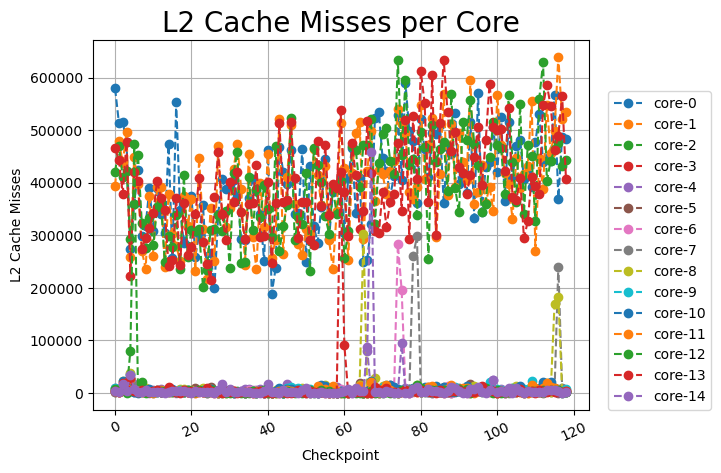 L2 Cache Misses per Core
L2 Cache Misses
600000
500000
400000
300000
200000
100000
0
0
20
40
60
80
100
120
Checkpoint
core-0
core-1
core-2
core-3
core-4
core-5
core-6
core-7
core-8
core-9
core-10
core-11
core-12
core-13
core-14